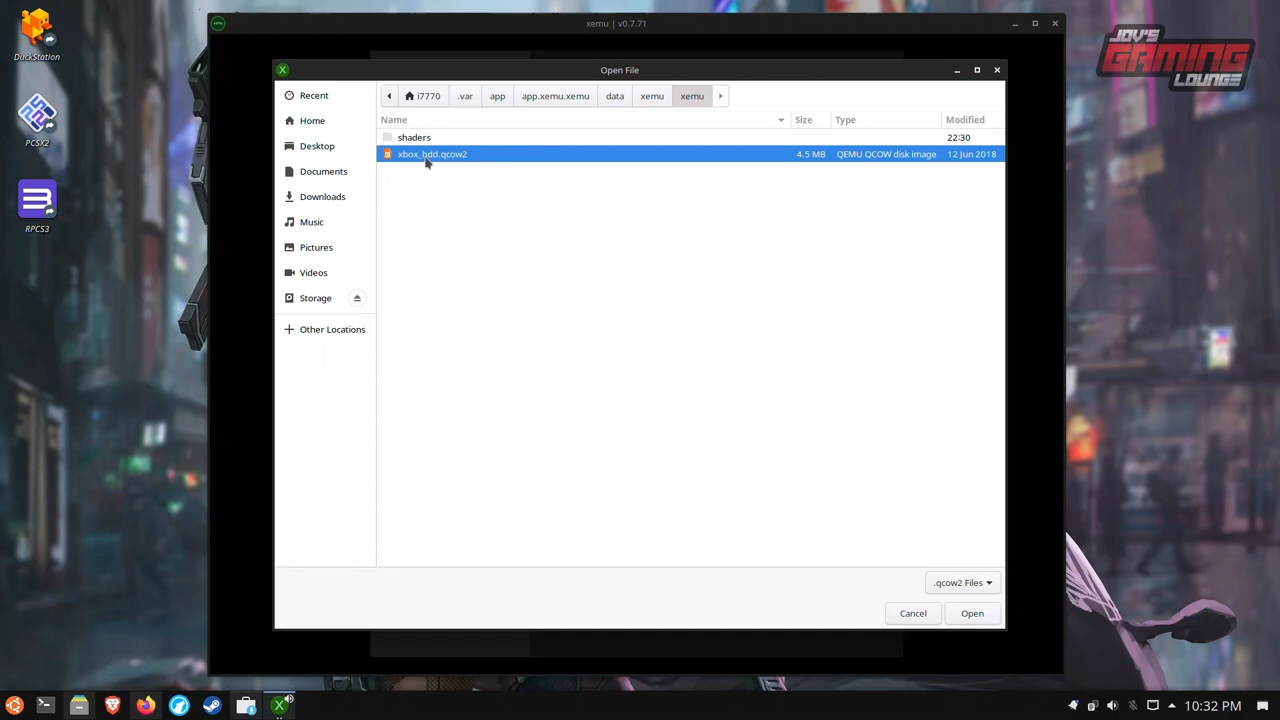 xemu | v0.7.71
JOV'S
GAMING
LOUNGE
DuckStation
PCSX2
RPCS3
Open File
i7770 .var app app.xemu.xemu data xemu xemu
Recent
Home
Desktop
Documents
Downloads
Music
Pictures
Videos
Storage
Other Locations
Name Size Type Modified
shaders 22:30
xbox_hdd.qcow2 4.5 MB QEMU QCOW disk image 12 Jun 2018
.qcow2 Files
Cancel Open
10:32 PM